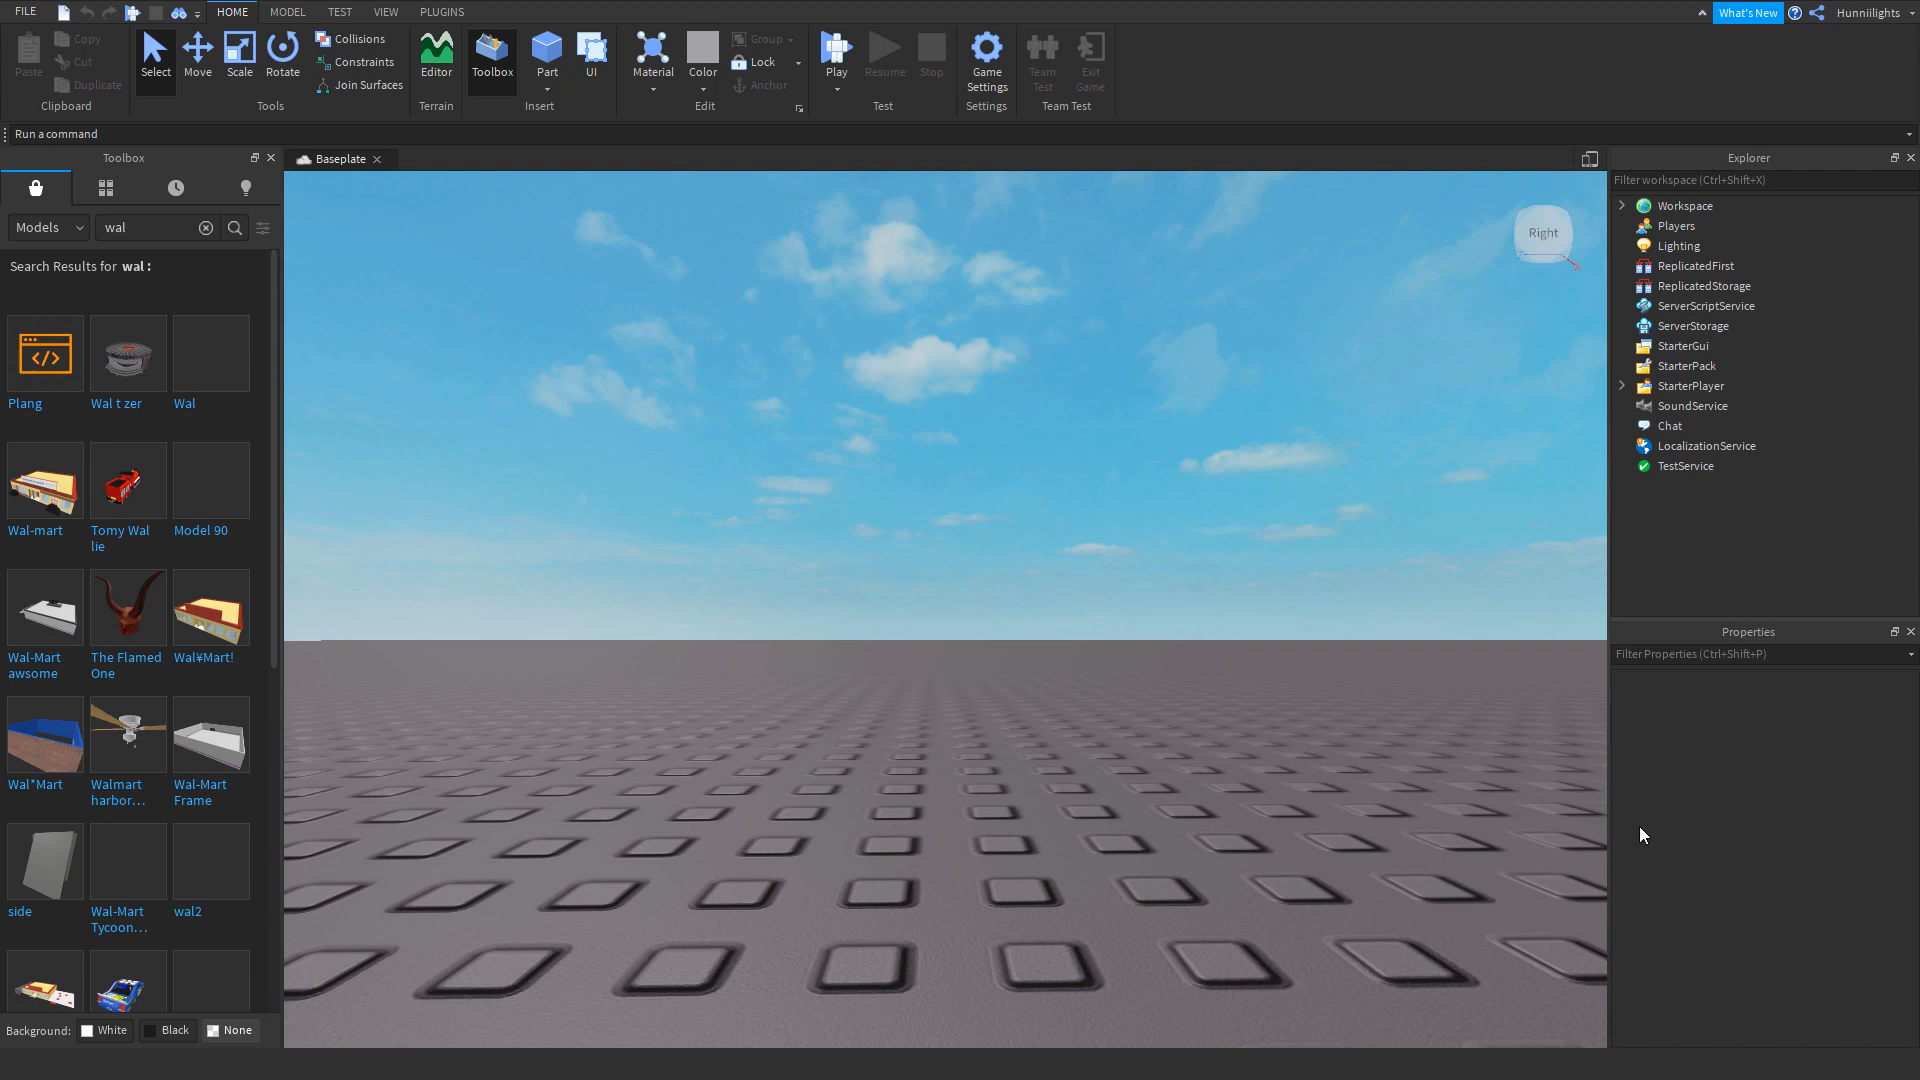 FILE
HOME
MODEL
TEST
VIEW
PLUGINS
What's New
Hunniilights
Paste
Copy
Cut
Duplicate
Clipboard
Select
Move
Scale
Rotate
Collisions
Constraints
Join Surfaces
Tools
Editor
Terrain
Toolbox
Part
UI
Insert
Material
Color
Group
Lock
Anchor
Edit
Play
Resume
Stop
Test
Game
Settings
Settings
Team
Test
Exit
Game
Team Test
Run a command
Toolbox
Models
wal
Search Results for wal :
Plang
Wal t zer
Wal
Wal-mart
Tomy Wal
lie
Model 90
Wal-Mart
awsome
The Flamed
One
Wal¥Mart!
Wal*Mart
Walmart
harbor...
Wal-Mart
Frame
side
Wal-Mart
Tycoon...
wal2
Background:
White
Black
None
Baseplate
Right
Explorer
Filter workspace (Ctrl+Shift+X)
Workspace
Players
Lighting
ReplicatedFirst
ReplicatedStorage
ServerScriptService
ServerStorage
StarterGui
StarterPack
StarterPlayer
SoundService
Chat
LocalizationService
TestService
Properties
Filter Properties (Ctrl+Shift+P)